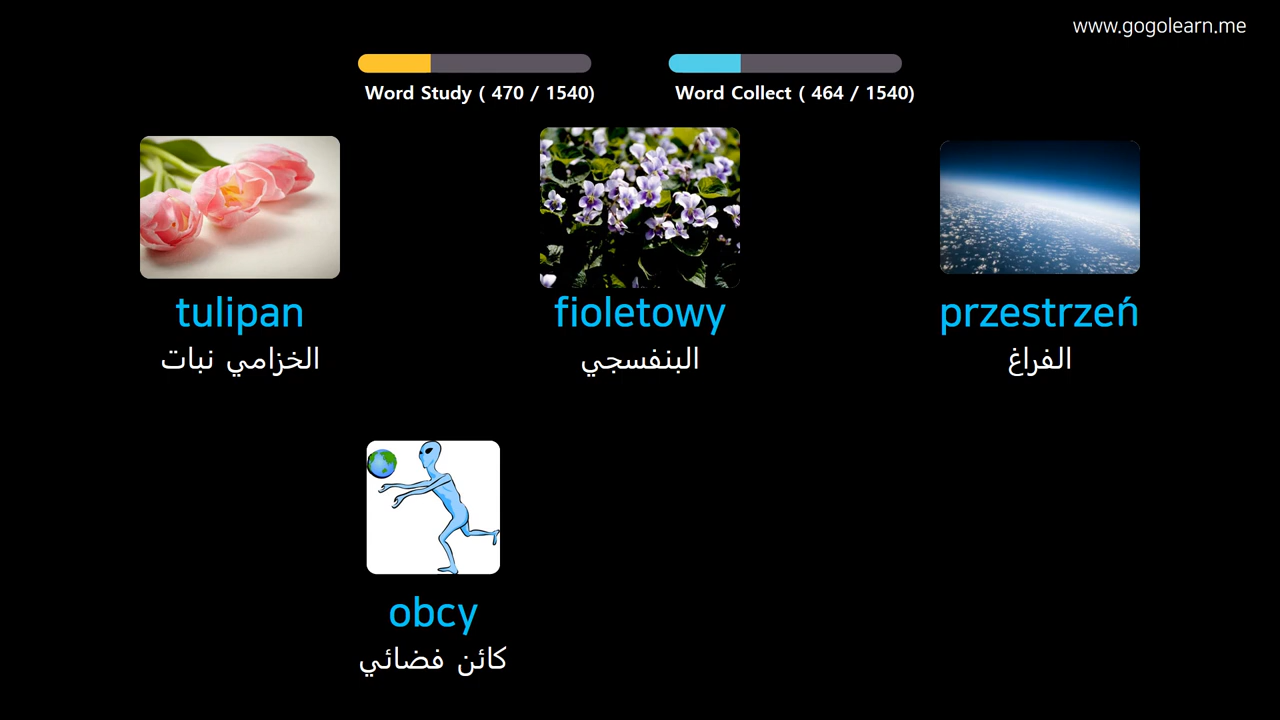 www.gogolearn.me
Word Study ( 470 / 1540)
Word Collect ( 464 / 1540)
tulipan
الخزامي نبات
fioletowy
البنفسجي
przestrzeń
الفراغ
obcy
كائن فضائي